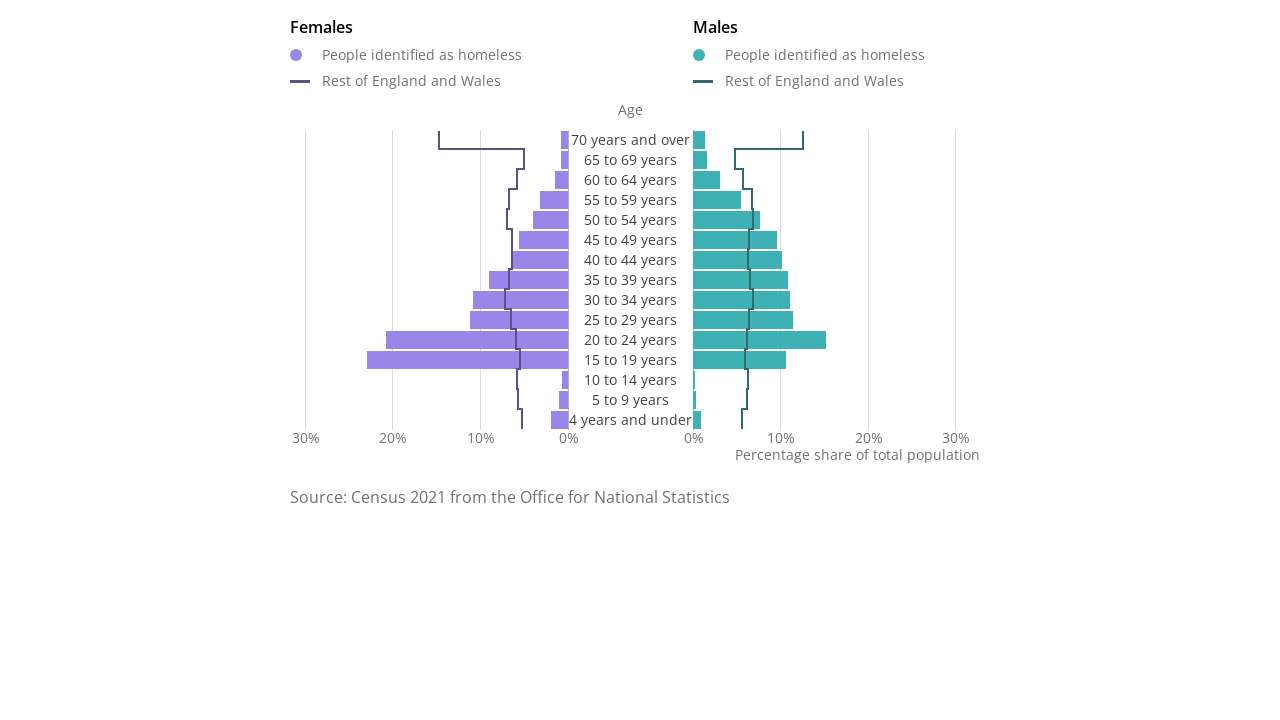 Females
People identified as homeless
Rest of England and Wales
Males
People identified as homeless
Rest of England and Wales
Age
70 years and over
65 to 69 years
60 to 64 years
55 to 59 years
50 to 54 years
45 to 49 years
40 to 44 years
35 to 39 years
30 to 34 years
25 to 29 years
20 to 24 years
15 to 19 years
10 to 14 years
5 to 9 years
4 years and under
30% 20% 10% 0% 0% 10% 20% 30%
Percentage share of total population
Source: Census 2021 from the Office for National Statistics